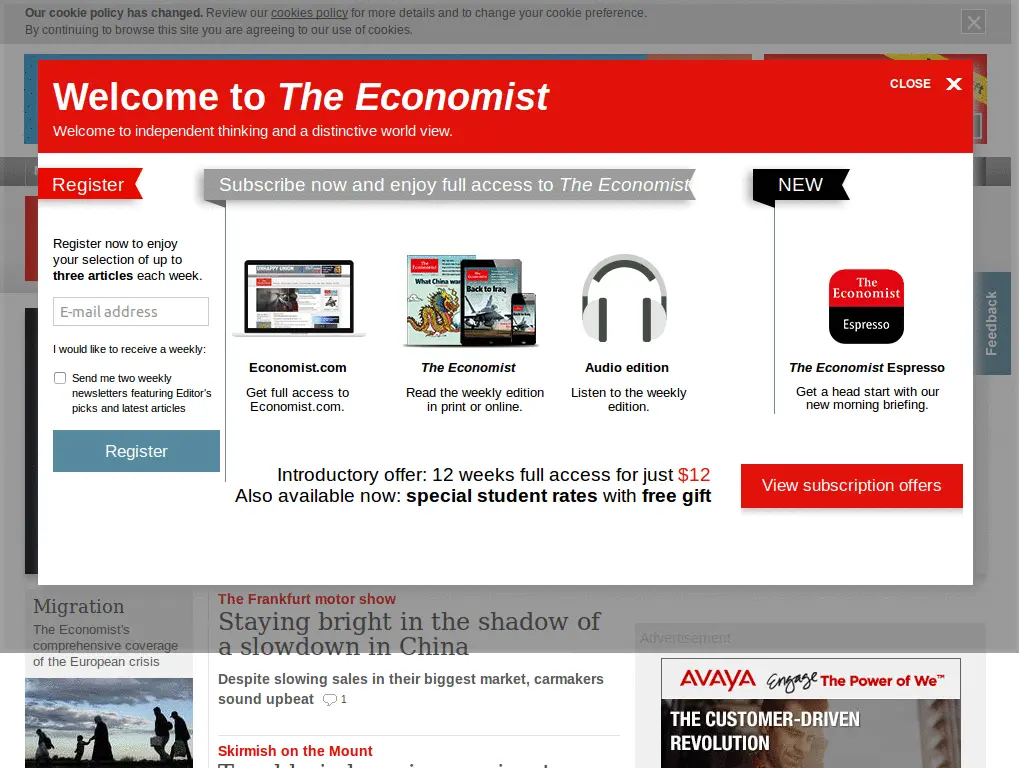 Our cookie policy has changed. Review our cookies policy for more details and to change your cookie preference.
By continuing to browse this site you are agreeing to our use of cookies.
Welcome to The Economist
CLOSE
Welcome to independent thinking and a distinctive world view.
Register
Subscribe now and enjoy full access to The Economist
NEW
Register now to enjoy
your selection of up to
three articles each week.
E-mail address
I would like to receive a weekly:
Send me two weekly
newsletters featuring Editor's
picks and latest articles
Register
UNHAPPY UNION
Economist.com
Get full access to
Economist.com.
The Economist
What China wa
Back to Iraq
The Economist
Read the weekly edition
in print or online.
Audio edition
Listen to the weekly
edition.
The
Economist
Espresso
The Economist Espresso
Get a head start with our
new morning briefing.
Introductory offer: 12 weeks full access for just $12
Also available now: special student rates with free gift
View subscription offers
Feedback
Migration
The Economist's
comprehensive coverage
of the European crisis
The Frankfurt motor show
Staying bright in the shadow of
a slowdown in China
Despite slowing sales in their biggest market, carmakers
sound upbeat 1
Skirmish on the Mount
Advertisement
AVAYA Engage The Power of We™
THE CUSTOMER-DRIVEN
REVOLUTION